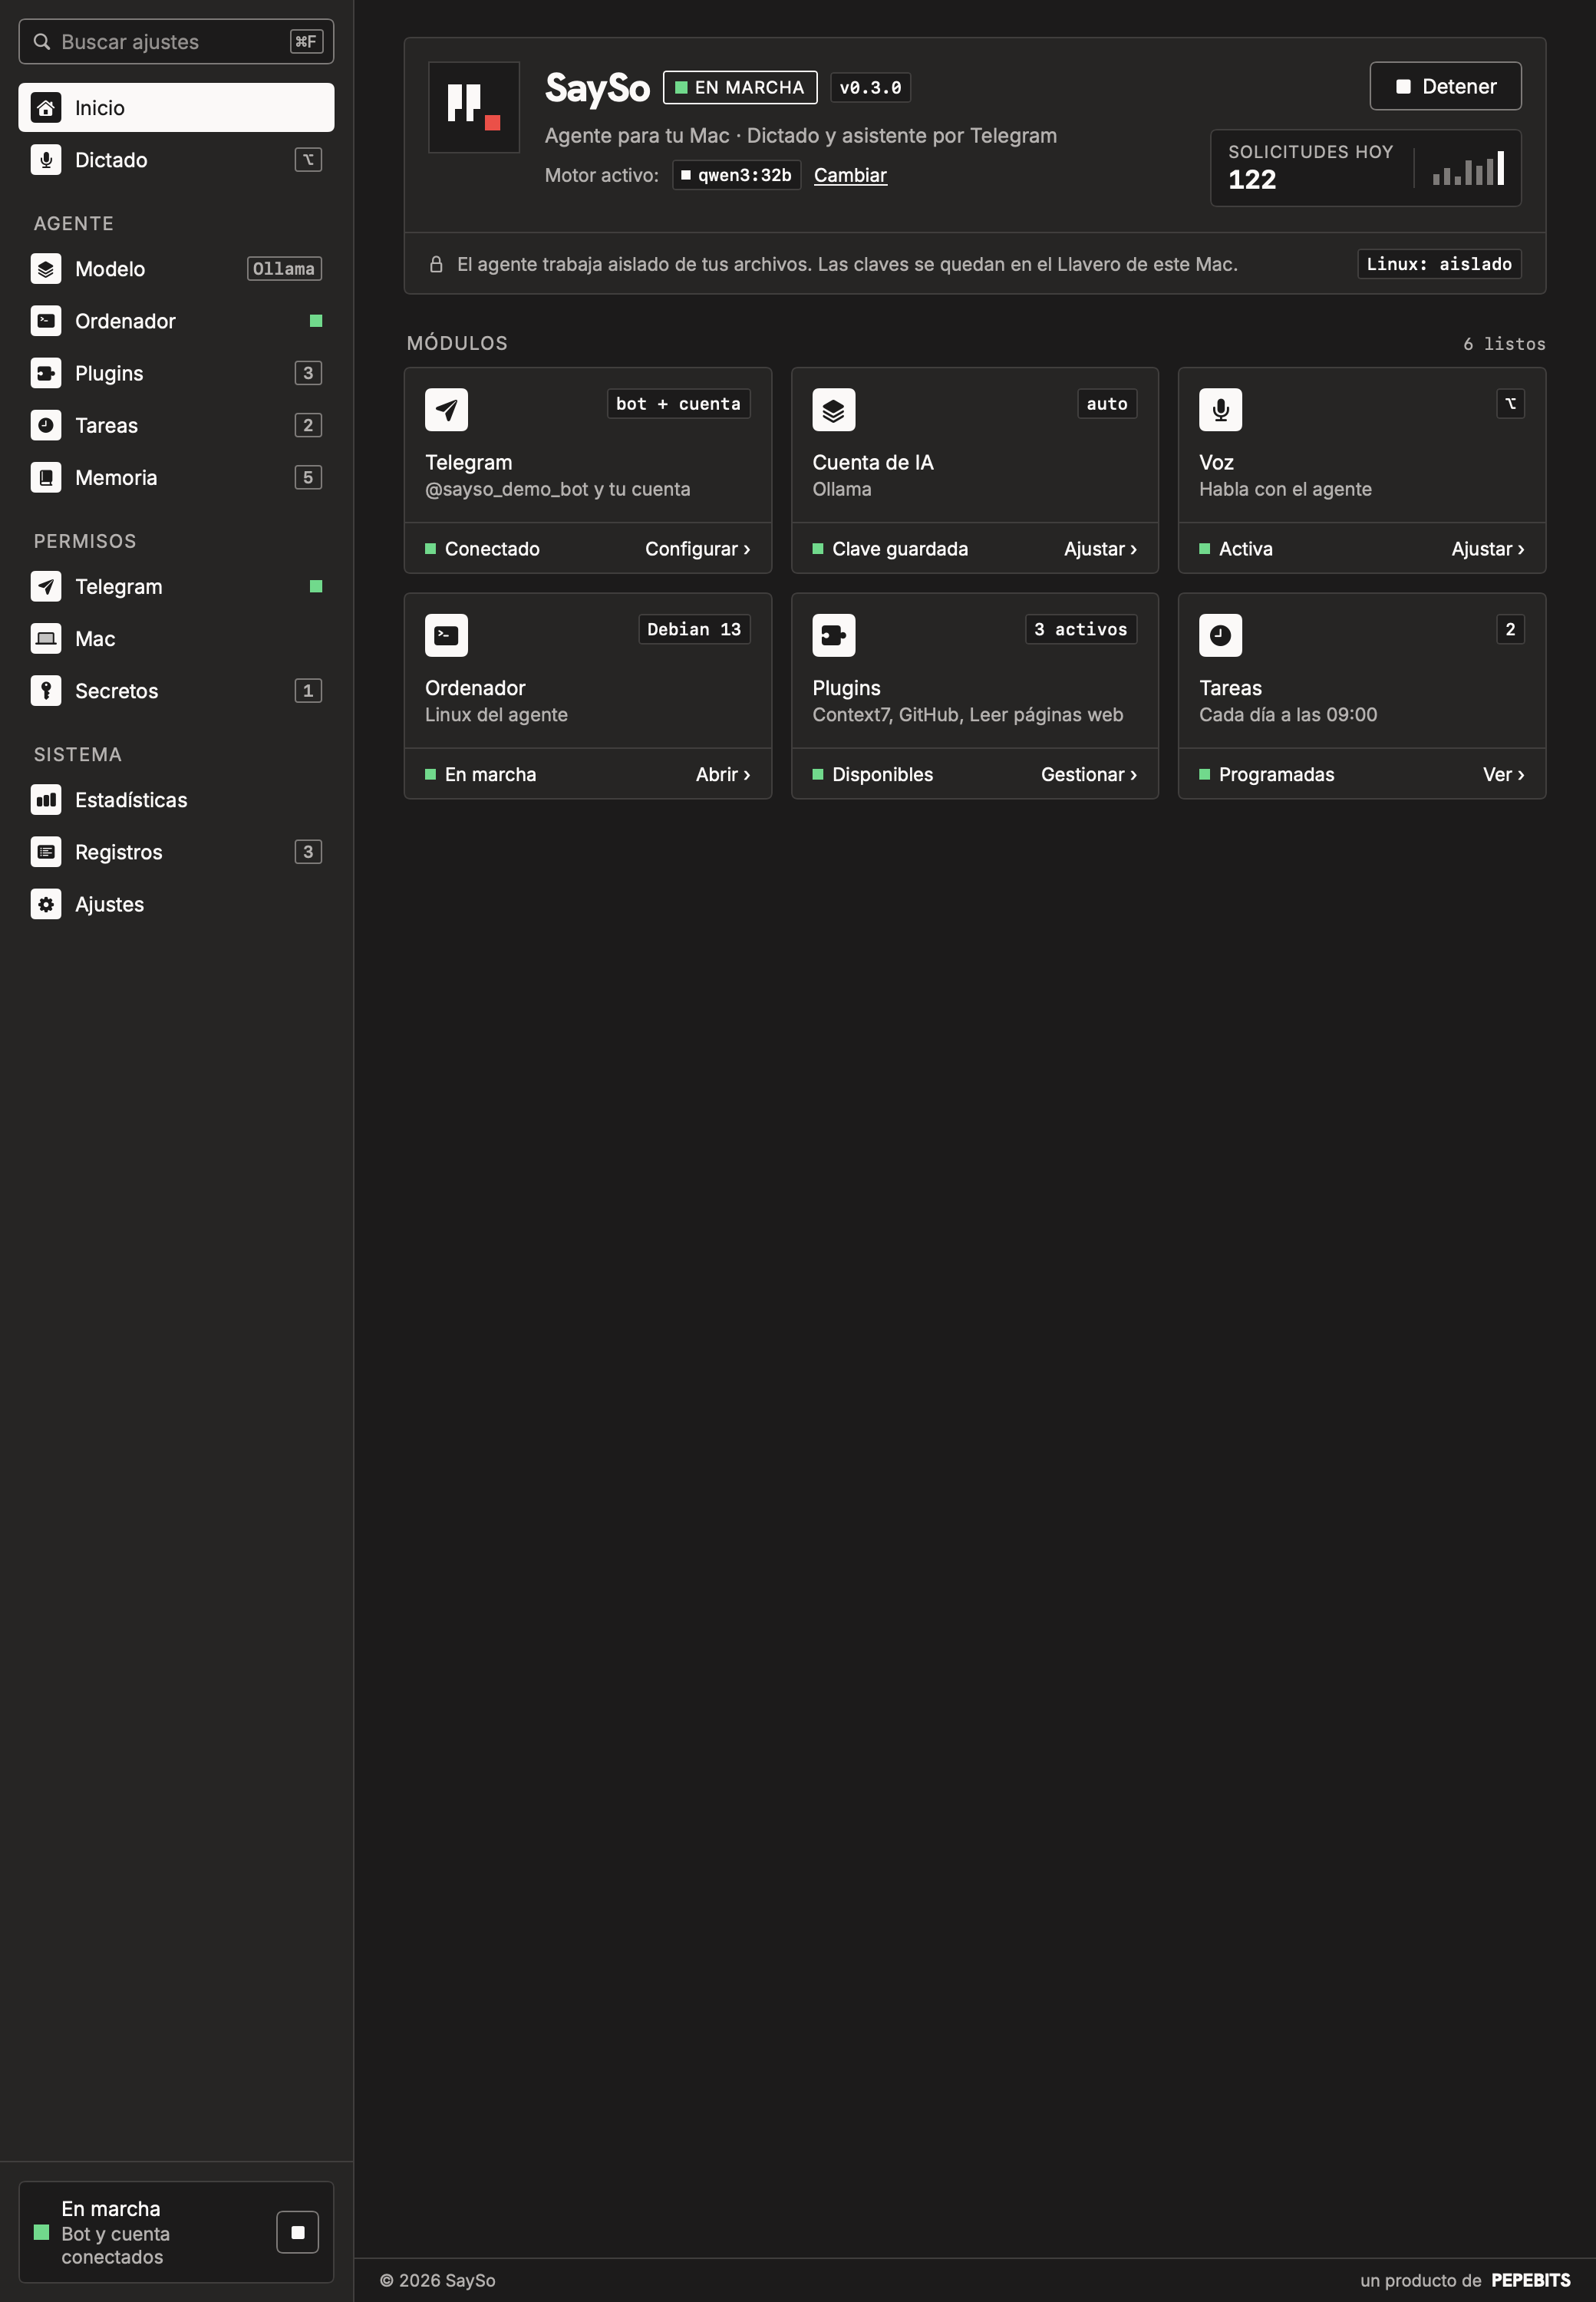 Buscar ajustes ⌘F
Inicio
Dictado ⌥
AGENTE
Modelo Ollama
Ordenador
Plugins 3
Tareas 2
Memoria 5
PERMISOS
Telegram
Mac
Secretos 1
SISTEMA
Estadísticas
Registros 3
Ajustes
En marcha
Bot y cuenta
conectados
SaySo EN MARCHA v0.3.0
Detener
Agente para tu Mac · Dictado y asistente por Telegram
Motor activo: qwen3:32b Cambiar
SOLICITUDES HOY
122
El agente trabaja aislado de tus archivos. Las claves se quedan en el Llavero de este Mac. Linux: aislado
MÓDULOS 6 listos
bot + cuenta
Telegram
@sayso_demo_bot y tu cuenta
Conectado Configurar ›
auto
Cuenta de IA
Ollama
Clave guardada Ajustar ›
⌥
Voz
Habla con el agente
Activa Ajustar ›
Debian 13
Ordenador
Linux del agente
En marcha Abrir ›
3 activos
Plugins
Context7, GitHub, Leer páginas web
Disponibles Gestionar ›
2
Tareas
Cada día a las 09:00
Programadas Ver ›
© 2026 SaySo un producto de PEPEBITS